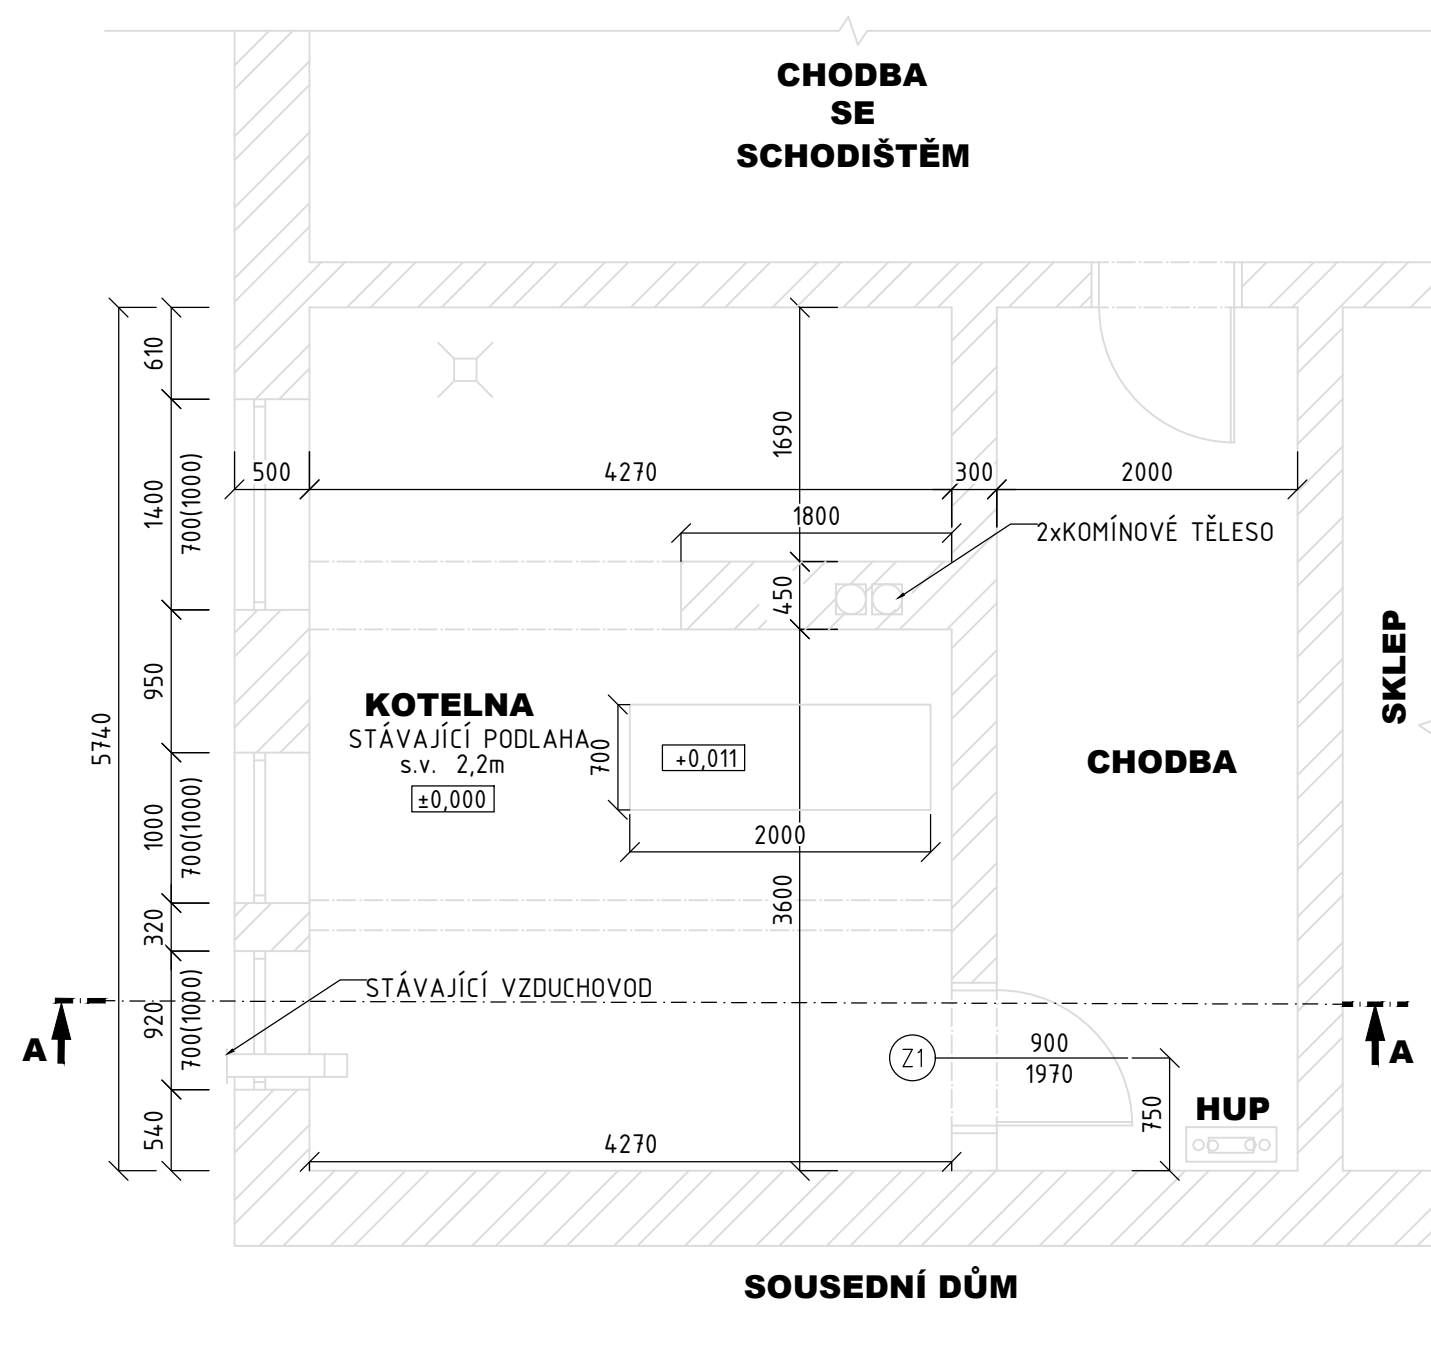 CHODBA
SE
SCHODIŠTĚM
610
1400
700(1000)
950
5740
1000
700(1000)
320
920
700(1000)
540
500
4270
300
2000
1690
1800
2xKOMÍNOVÉ TĚLESO
450
KOTELNA
STÁVAJÍCÍ PODLAHA
s.v. 2,2m
±0,000
700
+0,011
2000
3600
CHODBA
SKLEP
STÁVAJÍCÍ VZDUCHOVOD
A
A
Z1
900
1970
750
HUP
4270
SOUSEDNÍ DŮM